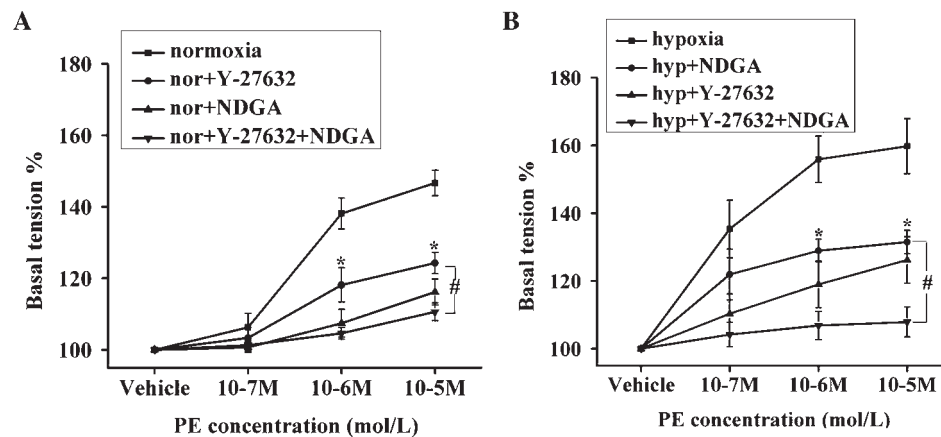 A
normoxia
nor+Y-27632
nor+NDGA
nor+Y-27632+NDGA
180
160
140
120
100
Basal tension %
*
*
#
Vehicle 10-7M 10-6M 10-5M
PE concentration (mol/L)
B
hypoxia
hyp+NDGA
hyp+Y-27632
hyp+Y-27632+NDGA
180
160
140
120
100
Basal tension %
*
*
#
Vehicle 10-7M 10-6M 10-5M
PE concentration (mol/L)